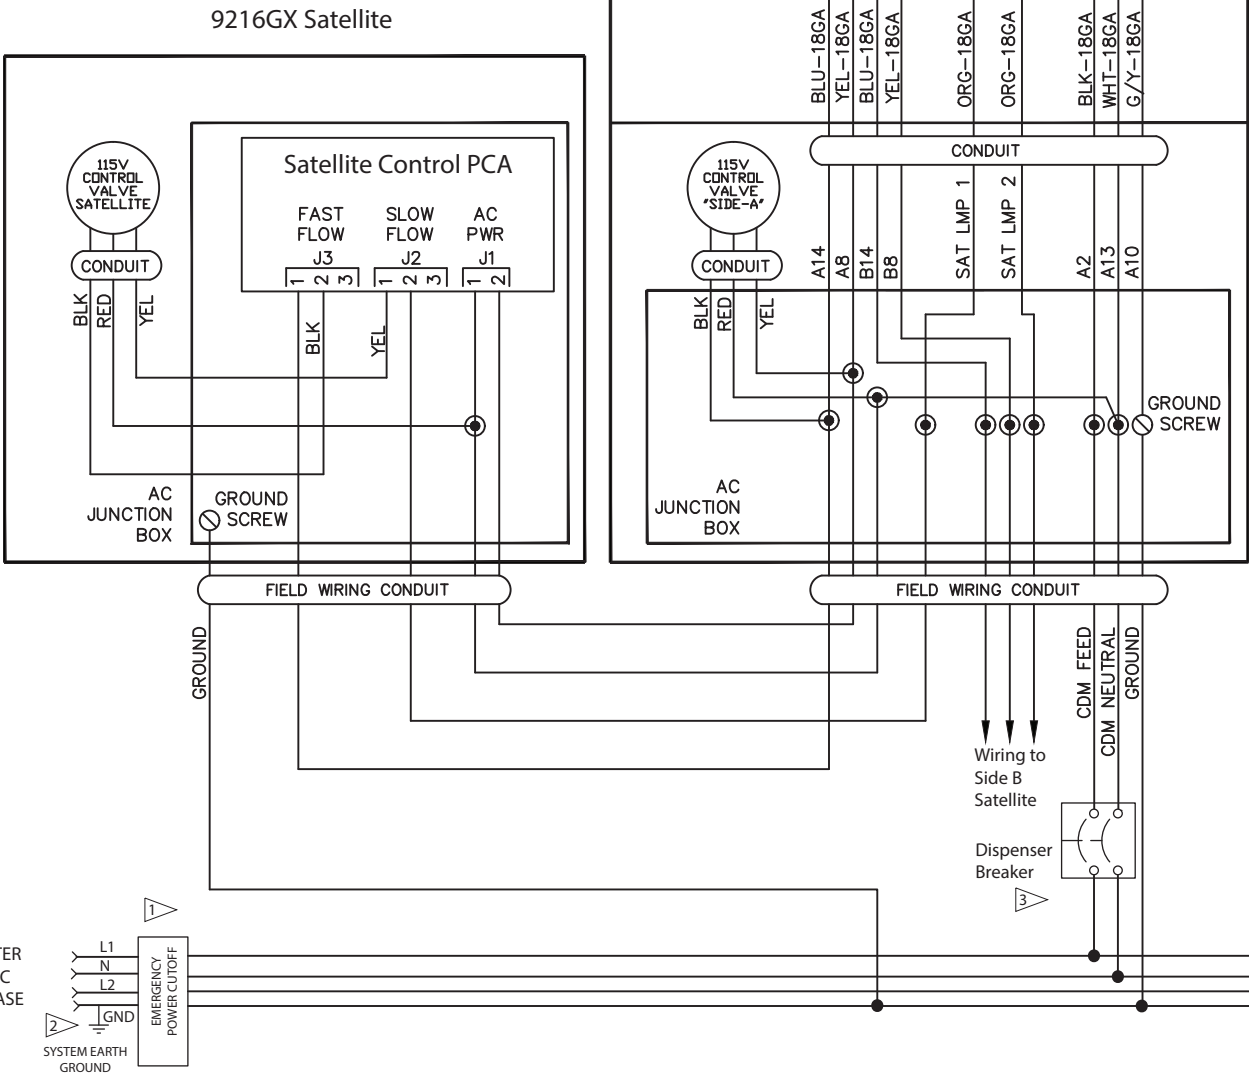 9216GX Satellite
BLU-18GA
YEL-18GA
BLU-18GA
YEL-18GA
ORG-18GA
ORG-18GA
BLK-18GA
WHT-18GA
G/Y-18GA
115V
CONTROL
VALVE
SATELLITE
CONDUIT
BLK
RED
YEL
Satellite Control PCA
FAST
FLOW
J3
1 2 3
SLOW
FLOW
J2
1 2 3
AC
PWR
J1
1 2
BLK
YEL
AC
JUNCTION
BOX
GROUND
SCREW
FIELD WIRING CONDUIT
GROUND
115V
CONTROL
VALVE
"SIDE-A"
CONDUIT
BLK
RED
YEL
CONDUIT
A14
A8
B14
B8
SAT LMP 1
SAT LMP 2
A2
A13
A10
GROUND
SCREW
AC
JUNCTION
BOX
FIELD WIRING CONDUIT
CDM FEED
CDM NEUTRAL
GROUND
Wiring to
Side B
Satellite
Dispenser
Breaker
3
1
TER
C
ASE
L1
N
L2
GND
2
SYSTEM EARTH
GROUND
EMERGENCY
POWER CUTOFF